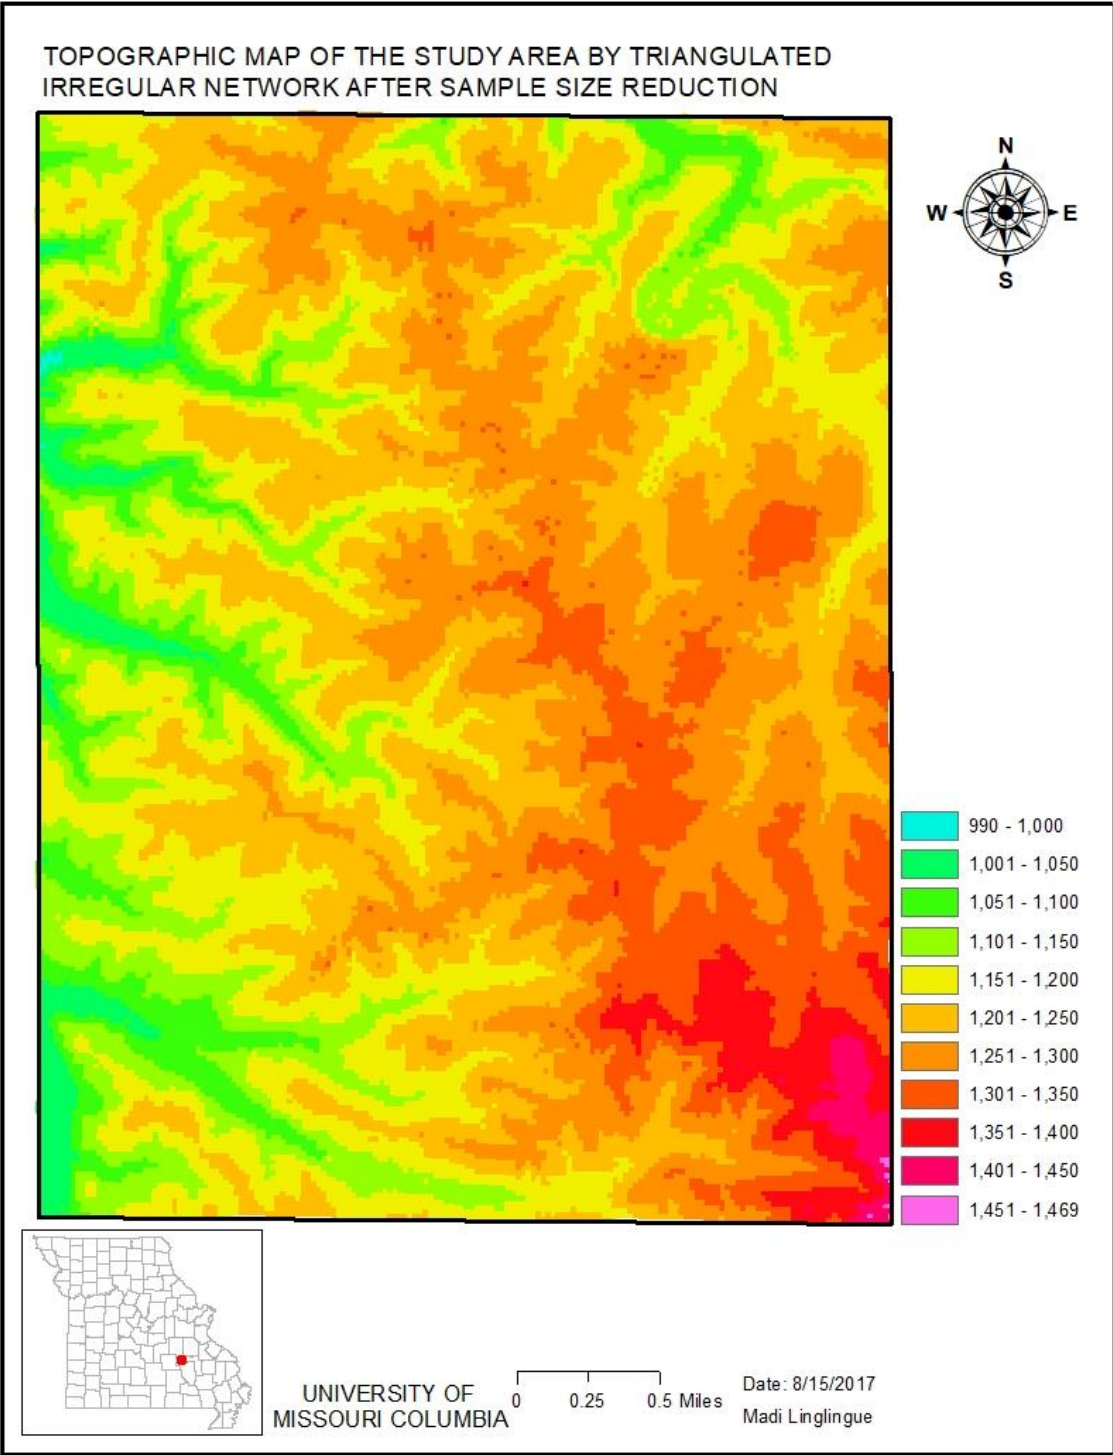 TOPOGRAPHIC MAP OF THE STUDY AREA BY TRIANGULATED
IRREGULAR NETWORK AFTER SAMPLE SIZE REDUCTION
N
W E
S
990 - 1,000
1,001 - 1,050
1,051 - 1,100
1,101 - 1,150
1,151 - 1,200
1,201 - 1,250
1,251 - 1,300
1,301 - 1,350
1,351 - 1,400
1,401 - 1,450
1,451 - 1,469
UNIVERSITY OF
MISSOURI COLUMBIA
0 0.25 0.5 Miles
Date: 8/15/2017
Madi Linglingue